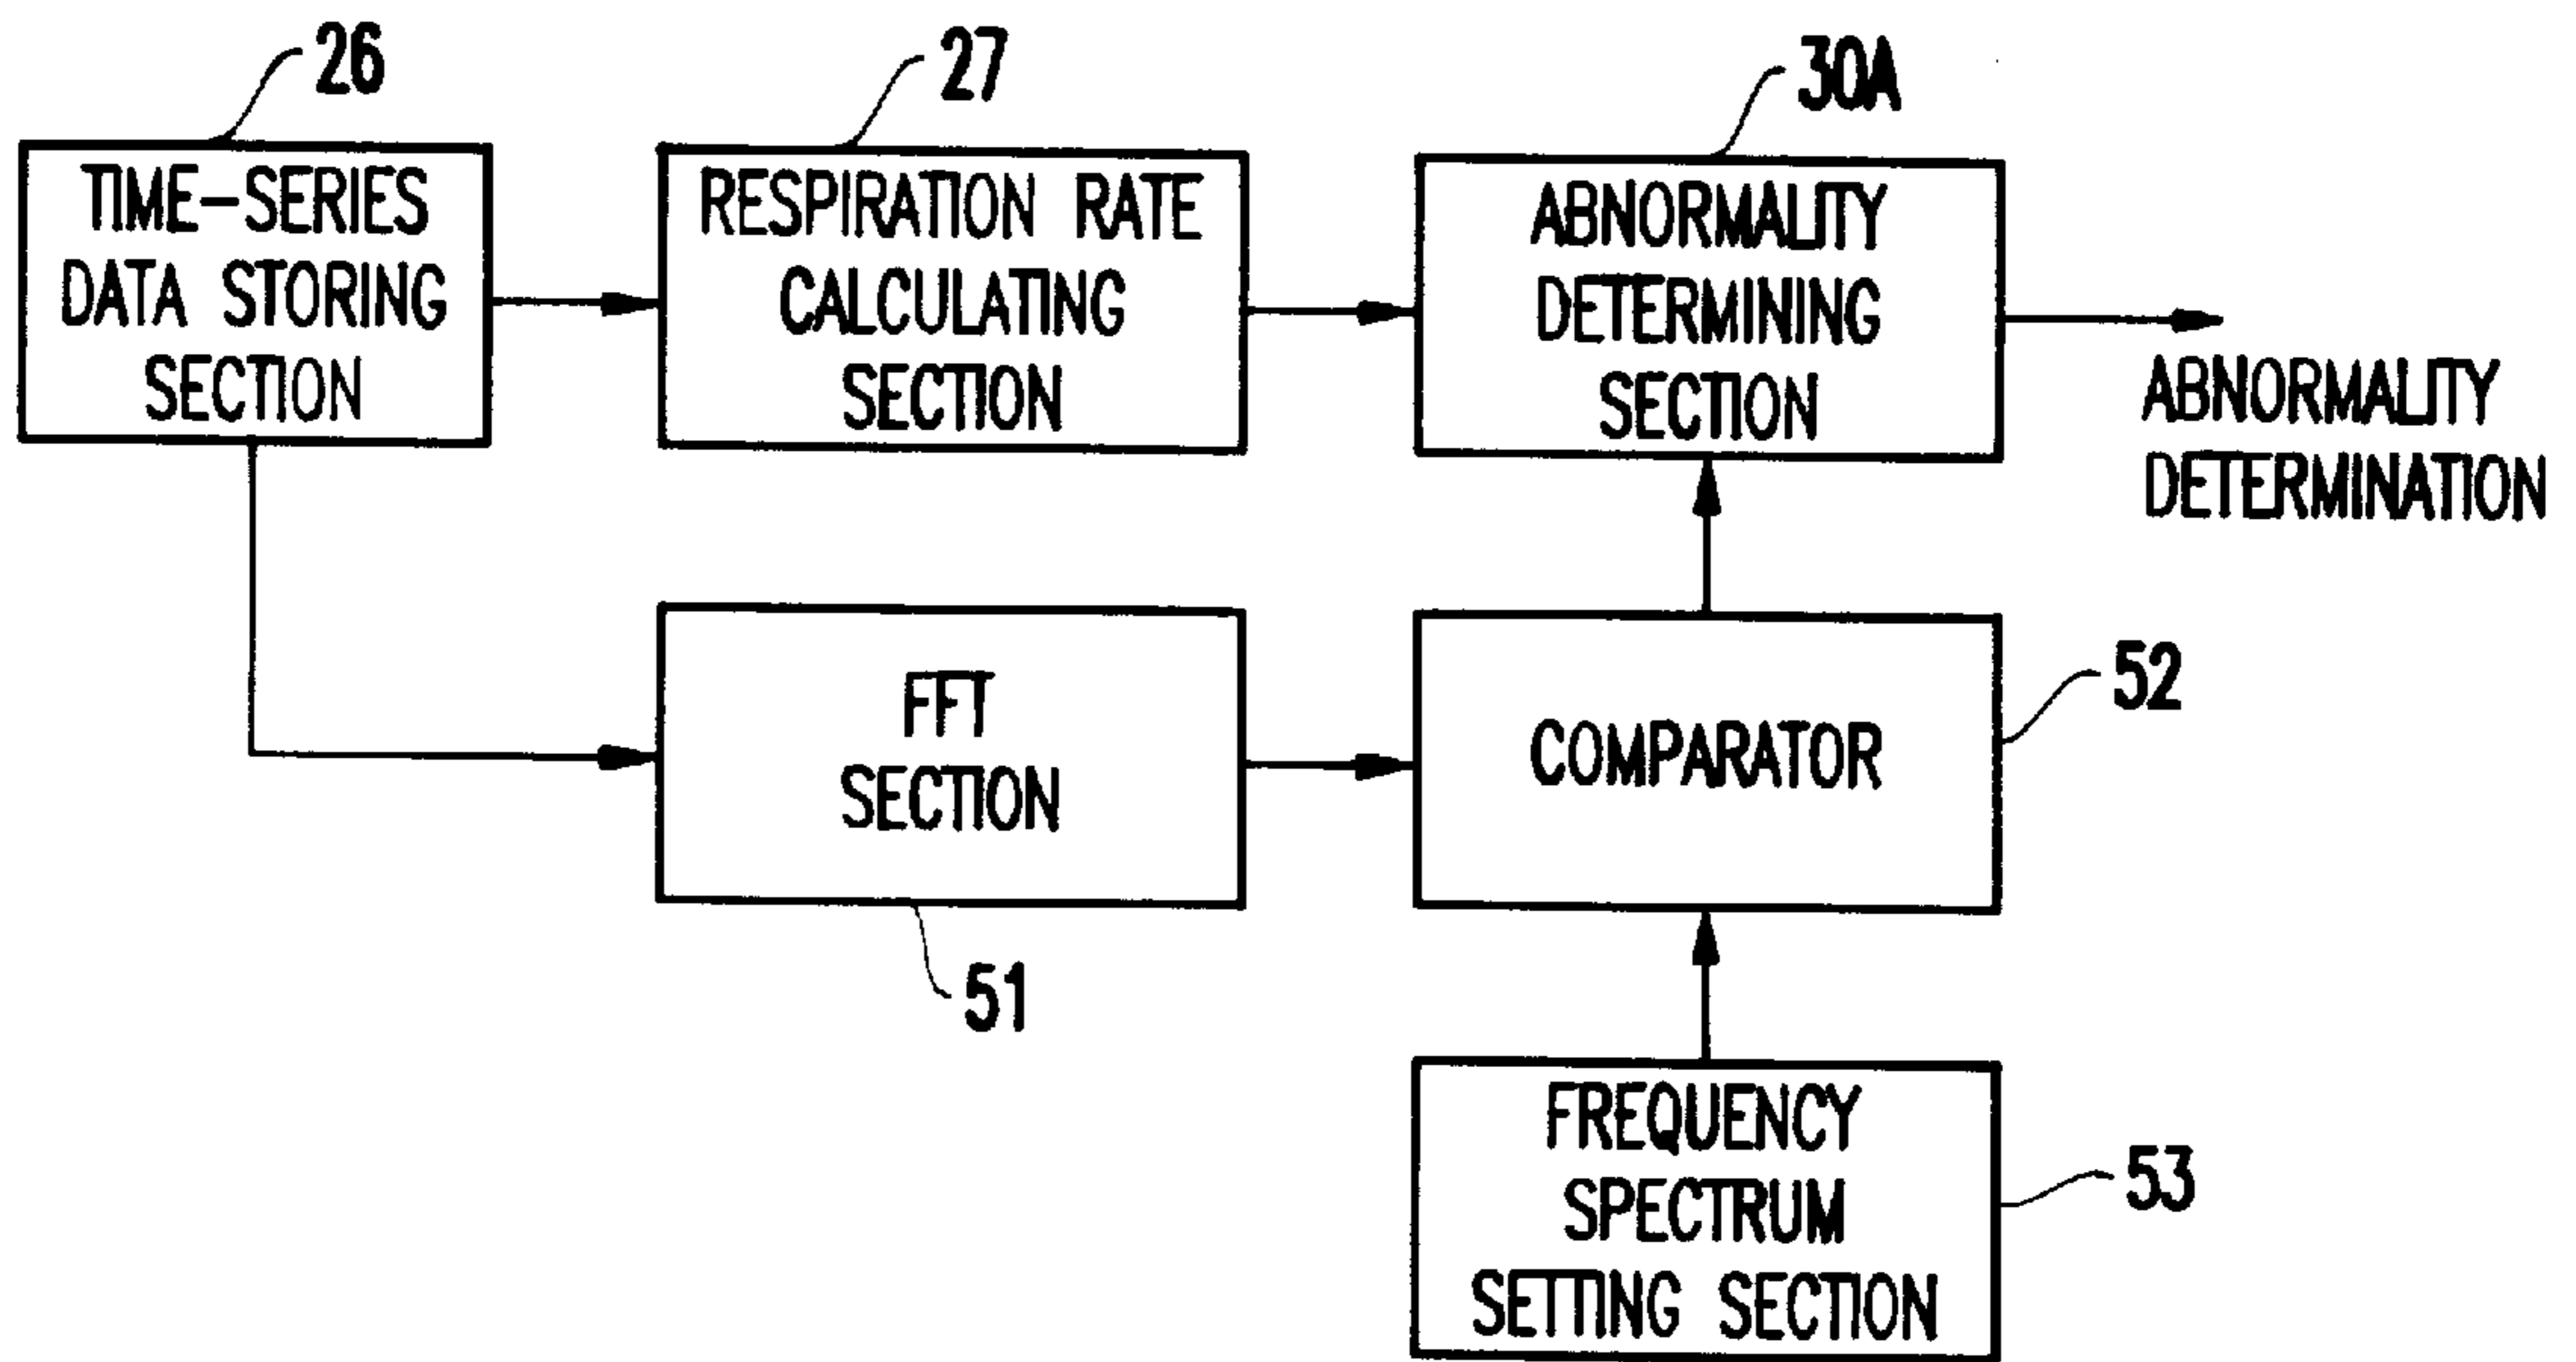 26
TIME-SERIES
DATA STORING
SECTION
27
RESPIRATION RATE
CALCULATING
SECTION
30A
ABNORMALITY
DETERMINING
SECTION
ABNORMALITY
DETERMINATION
FFT
SECTION
51
COMPARATOR
52
FREQUENCY
SPECTRUM
SETTING SECTION
53